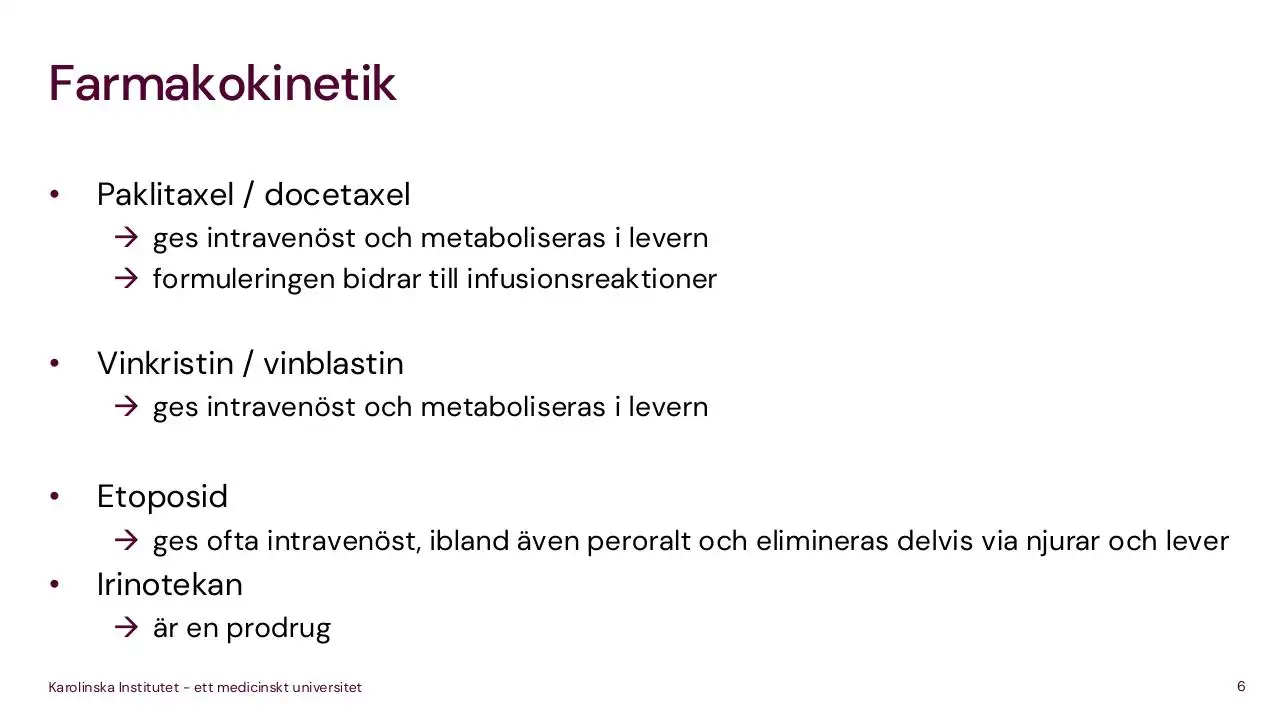 Farmakokinetik
• Paklitaxel / docetaxel
→ ges intravenöst och metaboliseras i levern
→ formuleringen bidrar till infusionsreaktioner
• Vinkristin / vinblastin
→ ges intravenöst och metaboliseras i levern
• Etoposid
→ ges ofta intravenöst, ibland även peroralt och elimineras delvis via njurar och lever
• Irinotekan
→ är en prodrug
Karolinska Institutet - ett medicinskt universitet
6